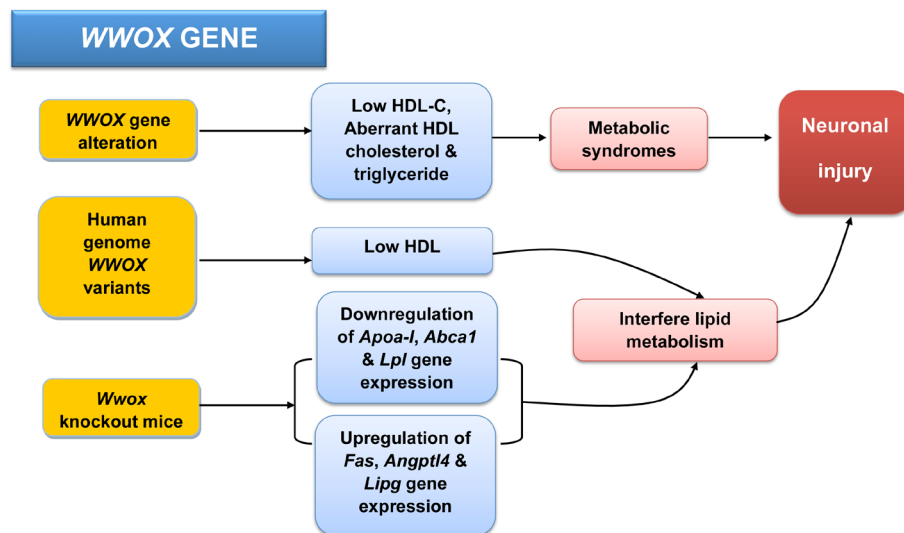 WWOX GENE
WWOX gene
alteration
Low HDL-C,
Aberrant HDL
cholesterol &
triglyceride
Metabolic
syndromes
Neuronal
injury
Human
genome
WWOX
variants
Low HDL
Interfere lipid
metabolism
Wwox
knockout mice
Downregulation
of Apoa-I, Abca1
& Lpl gene
expression
Upregulation of
Fas, Angptl4 &
Lipg gene
expression